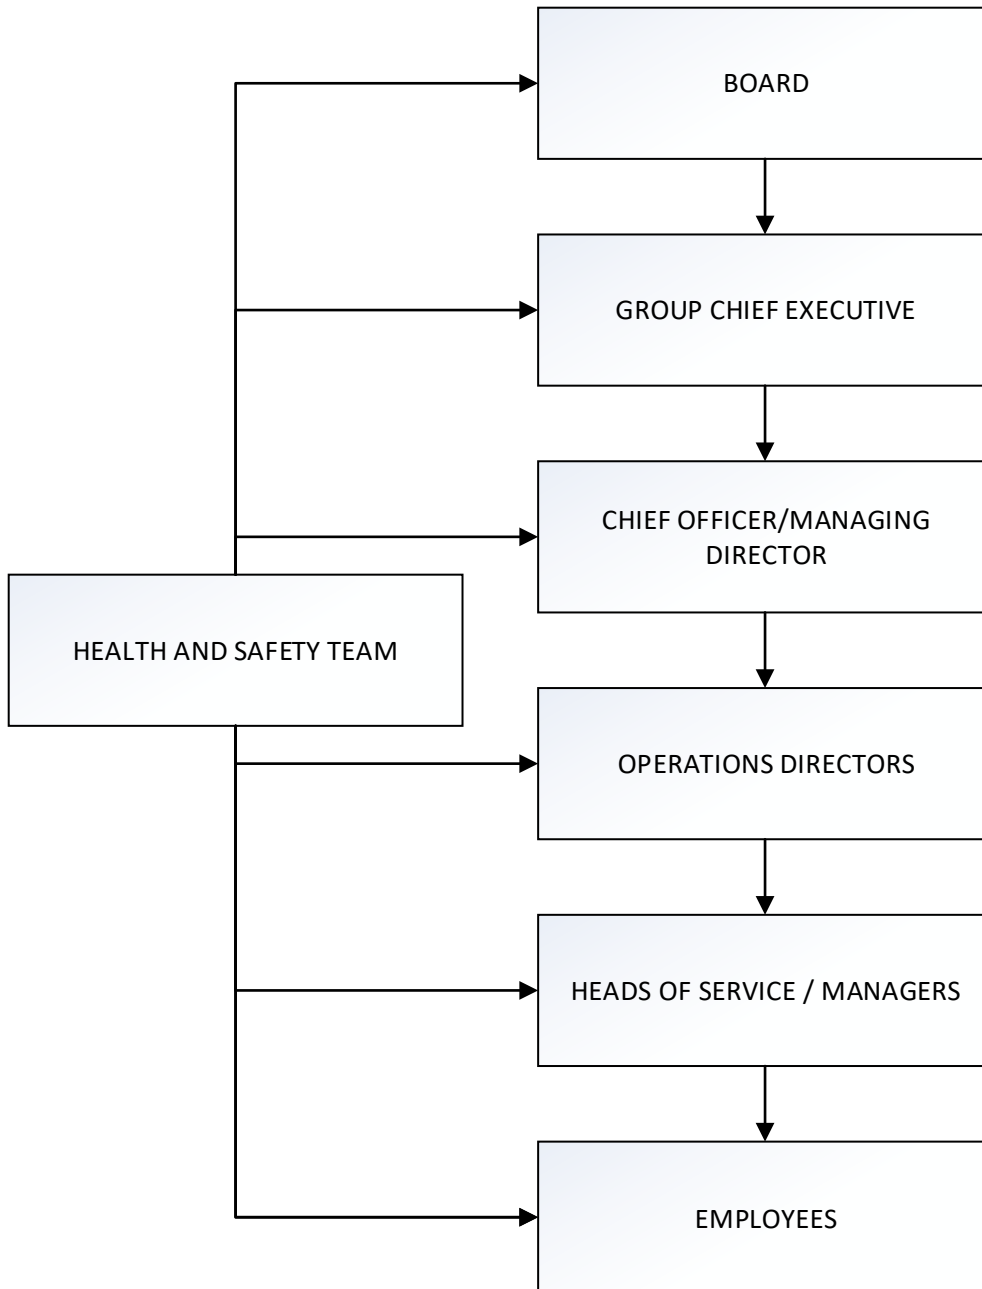 BOARD
GROUP CHIEF EXECUTIVE
CHIEF OFFICER/MANAGING
DIRECTOR
HEALTH AND SAFETY TEAM
OPERATIONS DIRECTORS
HEADS OF SERVICE / MANAGERS
EMPLOYEES